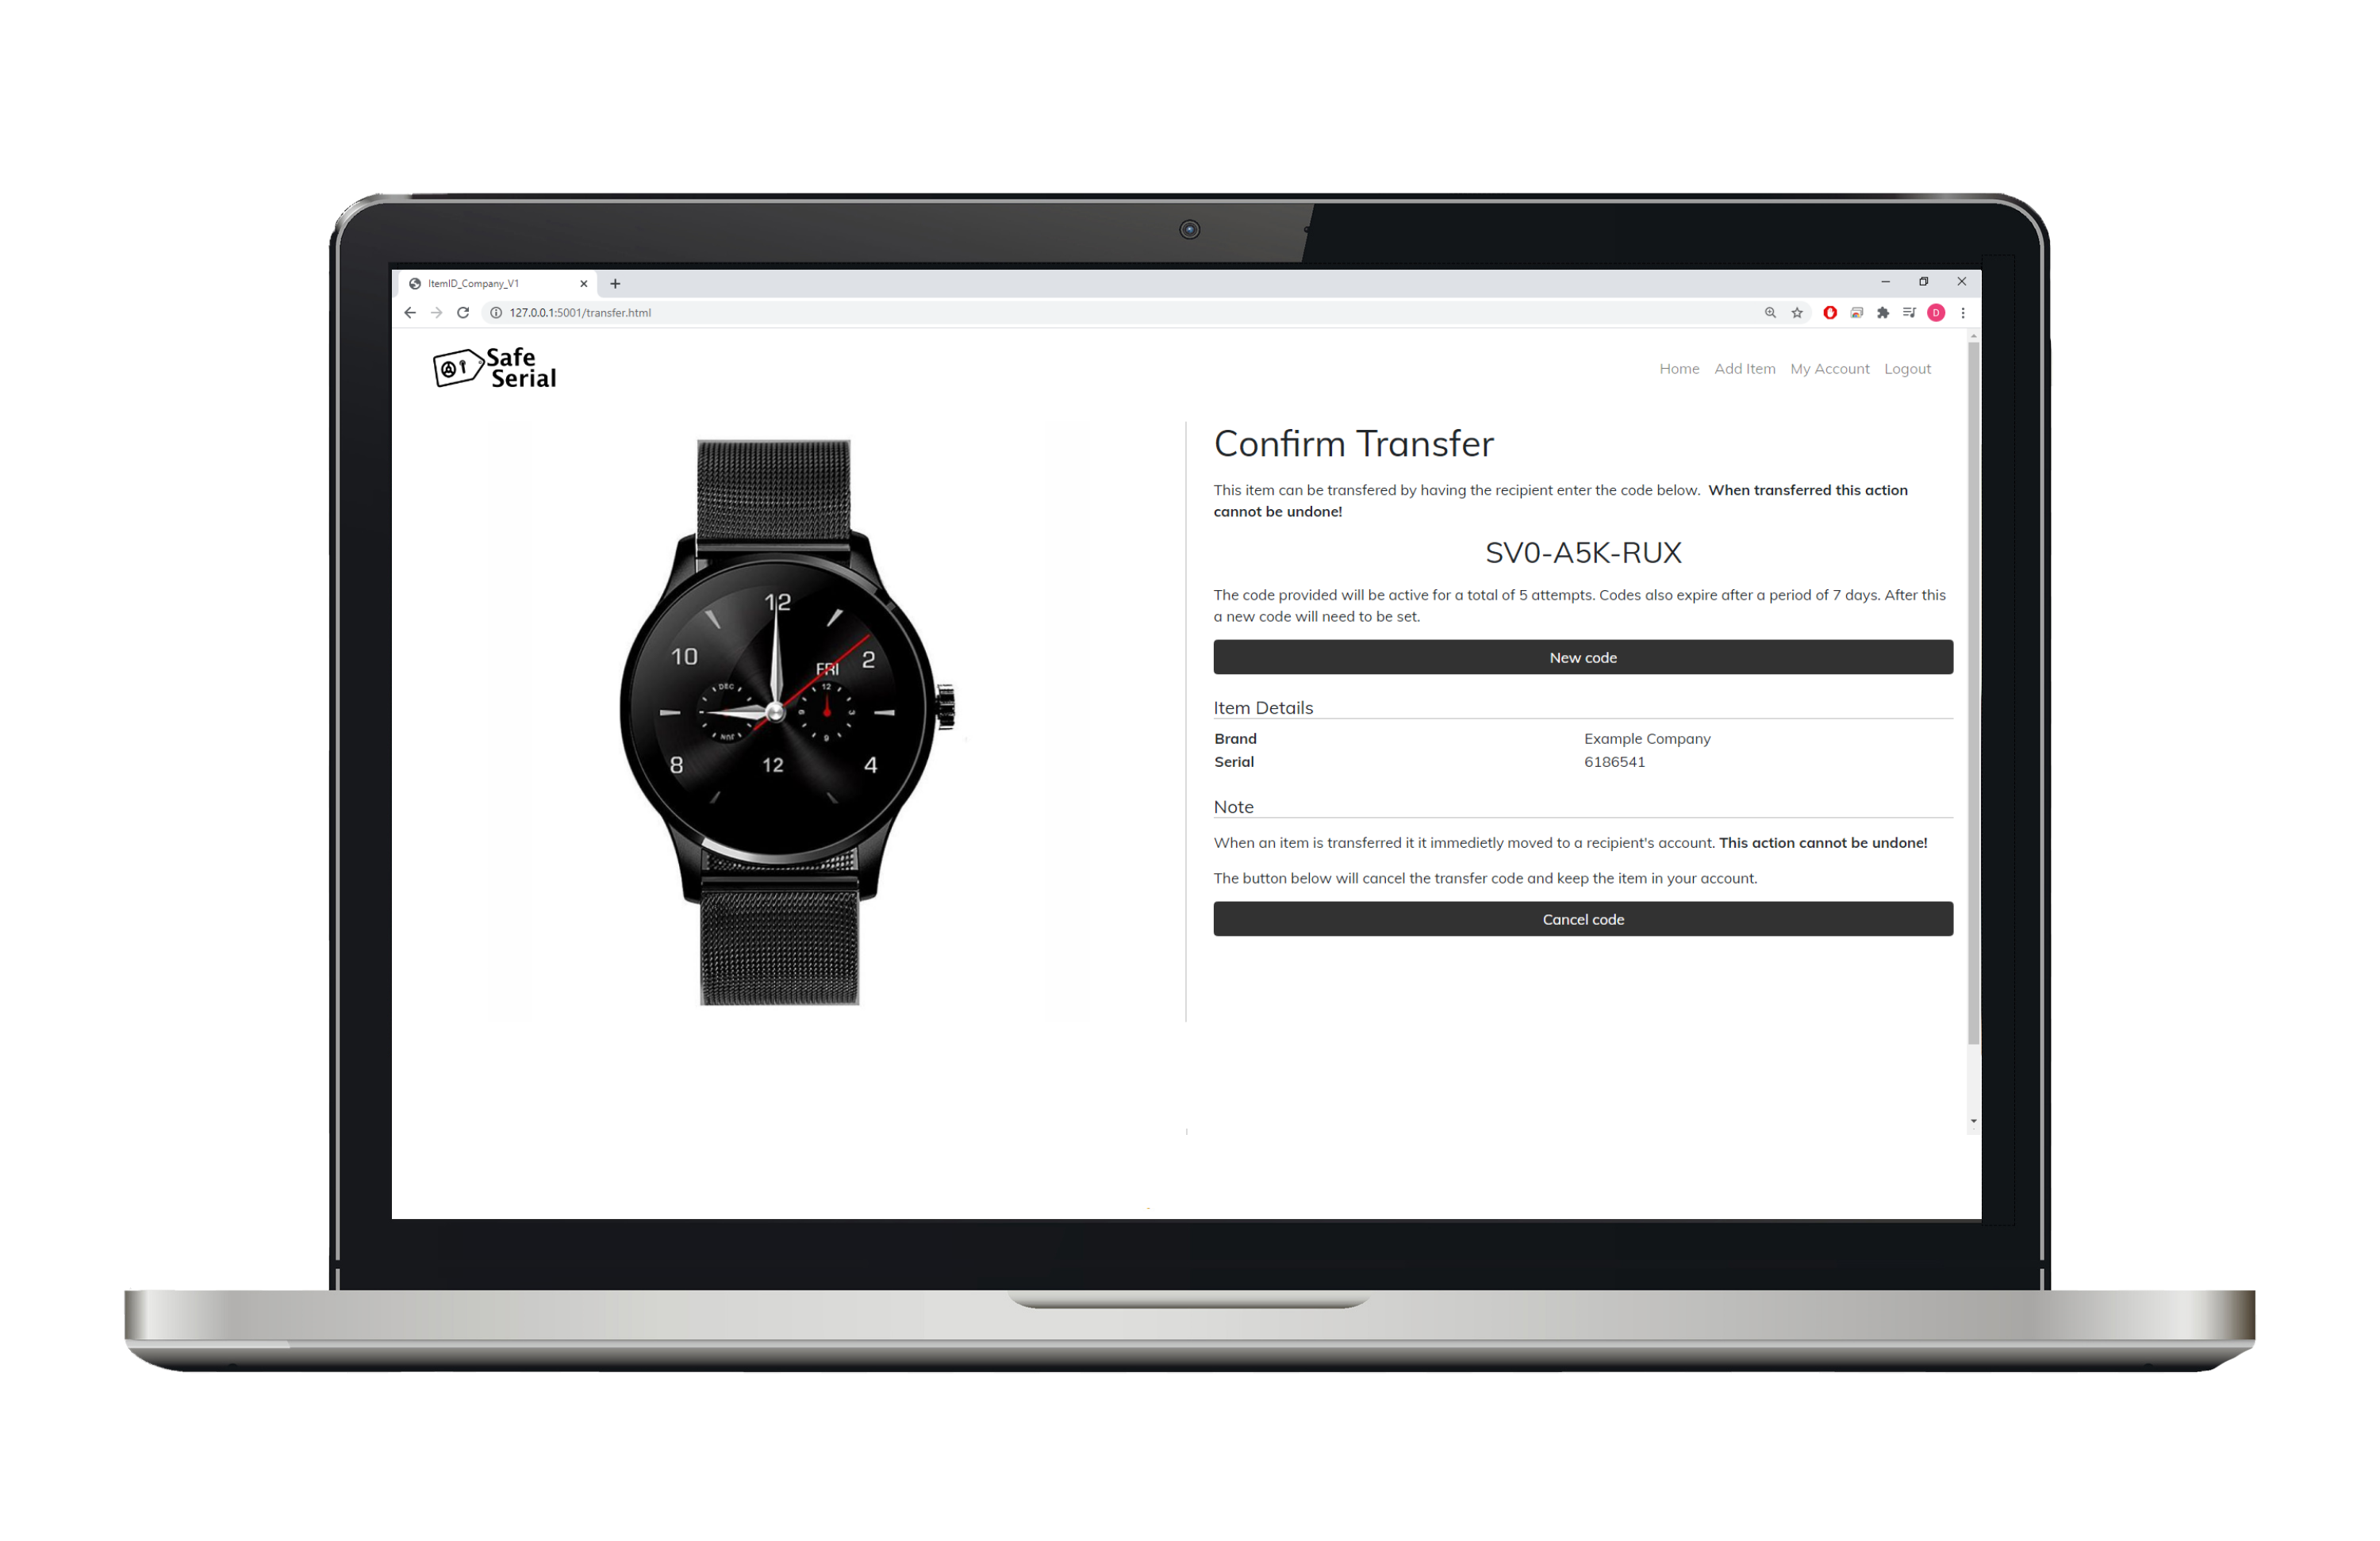 ItemID_Company_V1
127.0.0.1:5001/transfer.html
D
Safe
Serial
Home Add Item My Account Logout
Confirm Transfer
This item can be transfered by having the recipient enter the code below. When transferred this action
cannot be undone!
SV0-A5K-RUX
The code provided will be active for a total of 5 attempts. Codes also expire after a period of 7 days. After this
a new code will need to be set.
New code
Item Details
Brand Example Company
Serial 6186541
Note
When an item is transferred it it immedietly moved to a recipient's account. This action cannot be undone!
The button below will cancel the transfer code and keep the item in your account.
Cancel code
12
10
FRI 2
DEC 12
JUN 6
8 12 4